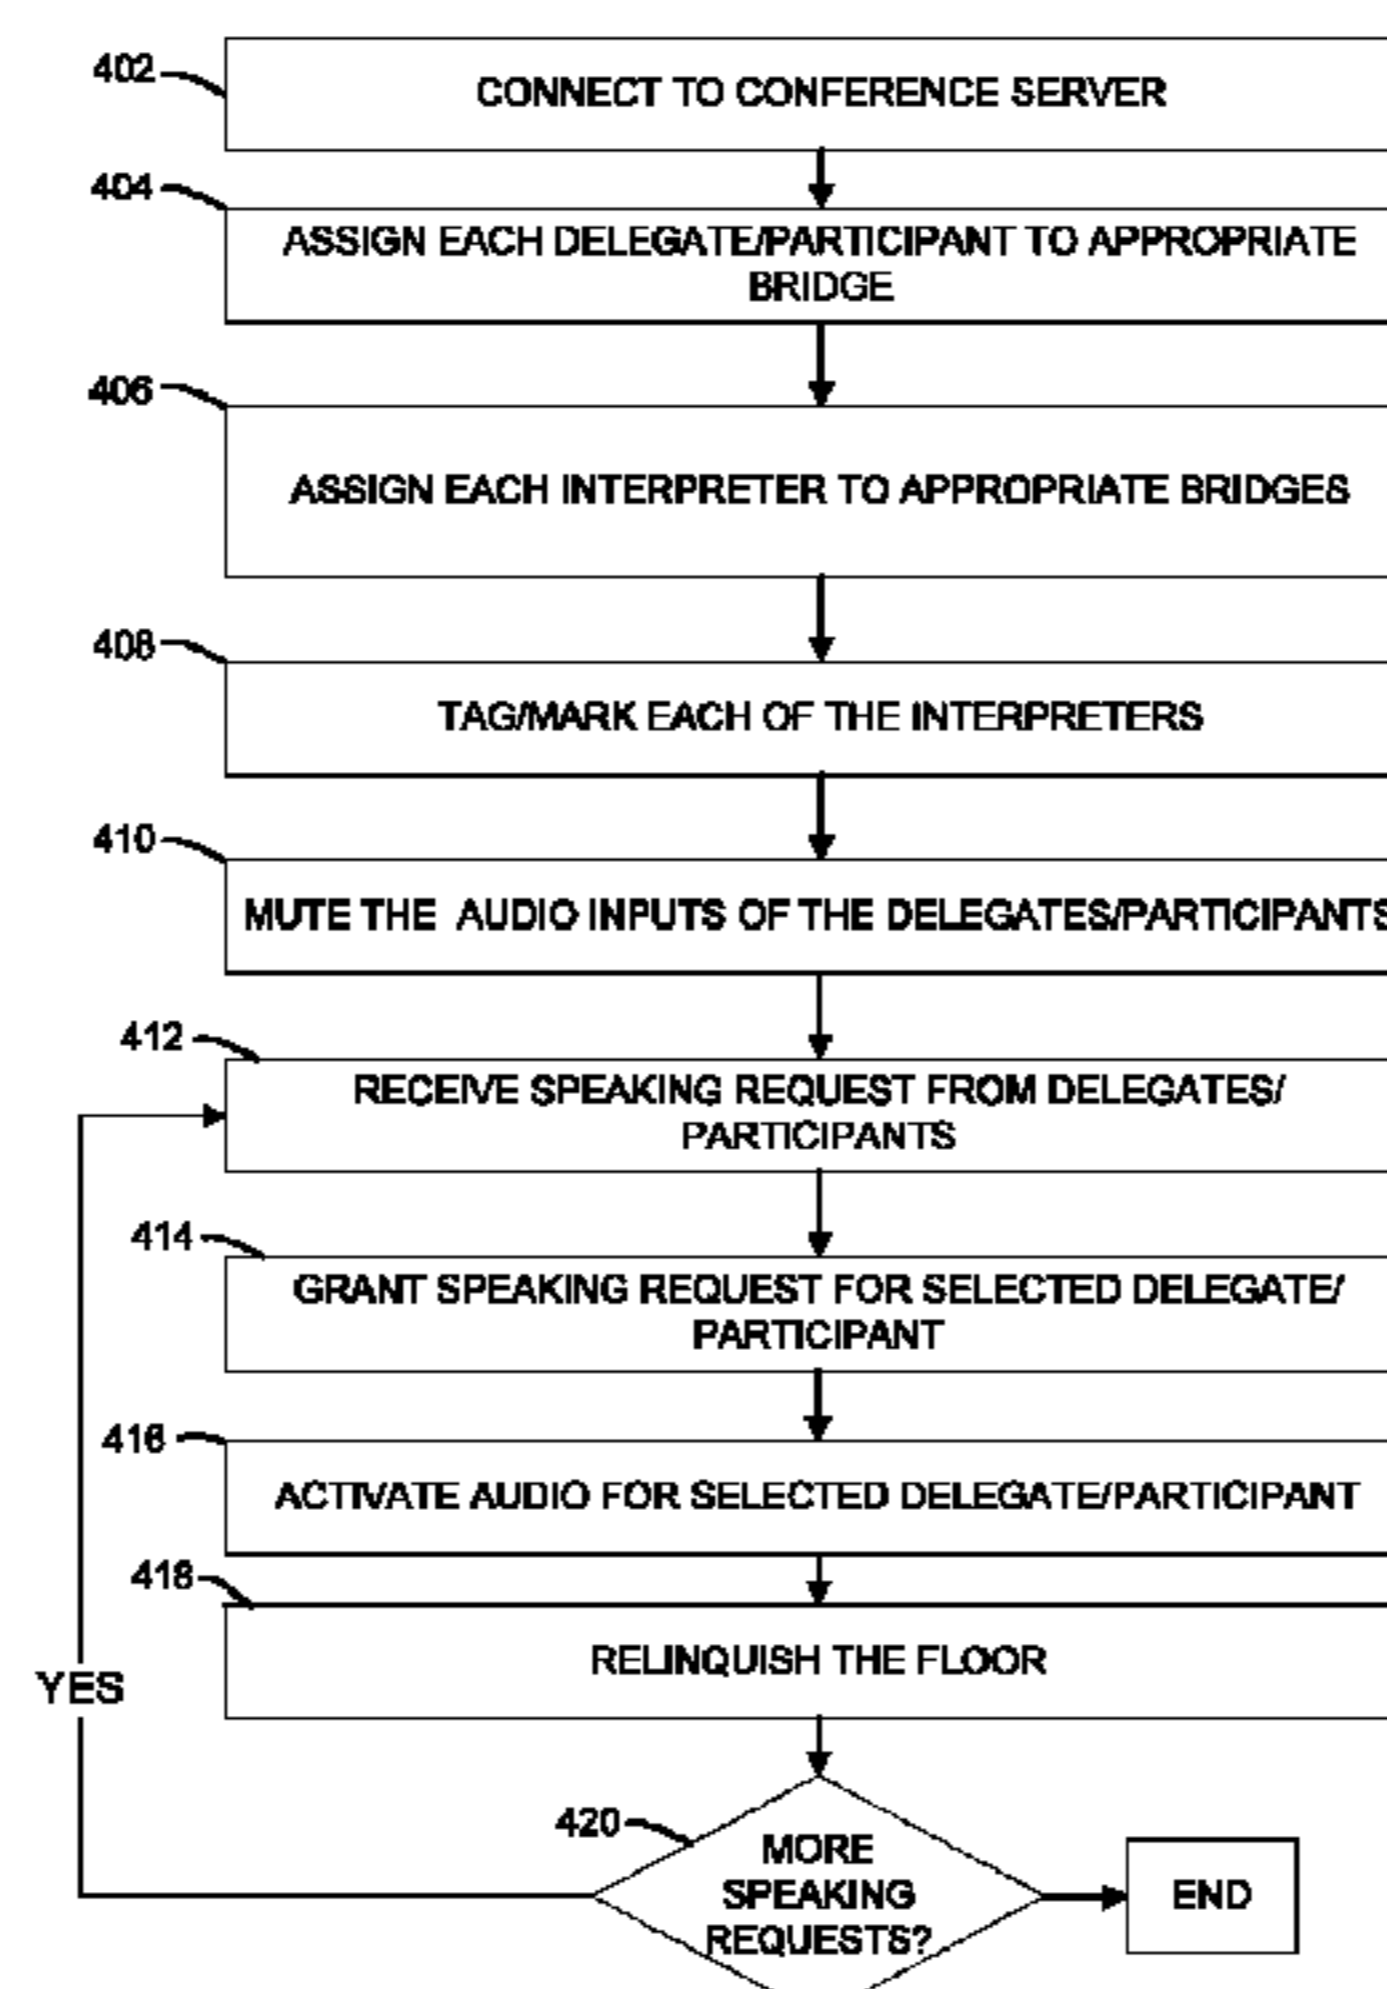 402
CONNECT TO CONFERENCE SERVER
404
ASSIGN EACH DELEGATE/PARTICIPANT TO APPROPRIATE
BRIDGE
406
ASSIGN EACH INTERPRETER TO APPROPRIATE BRIDGES
408
TAG/MARK EACH OF THE INTERPRETERS
410
MUTE THE AUDIO INPUTS OF THE DELEGATES/PARTICIPANTS
412
RECEIVE SPEAKING REQUEST FROM DELEGATES/
PARTICIPANTS
414
GRANT SPEAKING REQUEST FOR SELECTED DELEGATE/
PARTICIPANT
416
ACTIVATE AUDIO FOR SELECTED DELEGATE/PARTICIPANT
418
RELINQUISH THE FLOOR
YES
420
MORE
SPEAKING
REQUESTS?
END